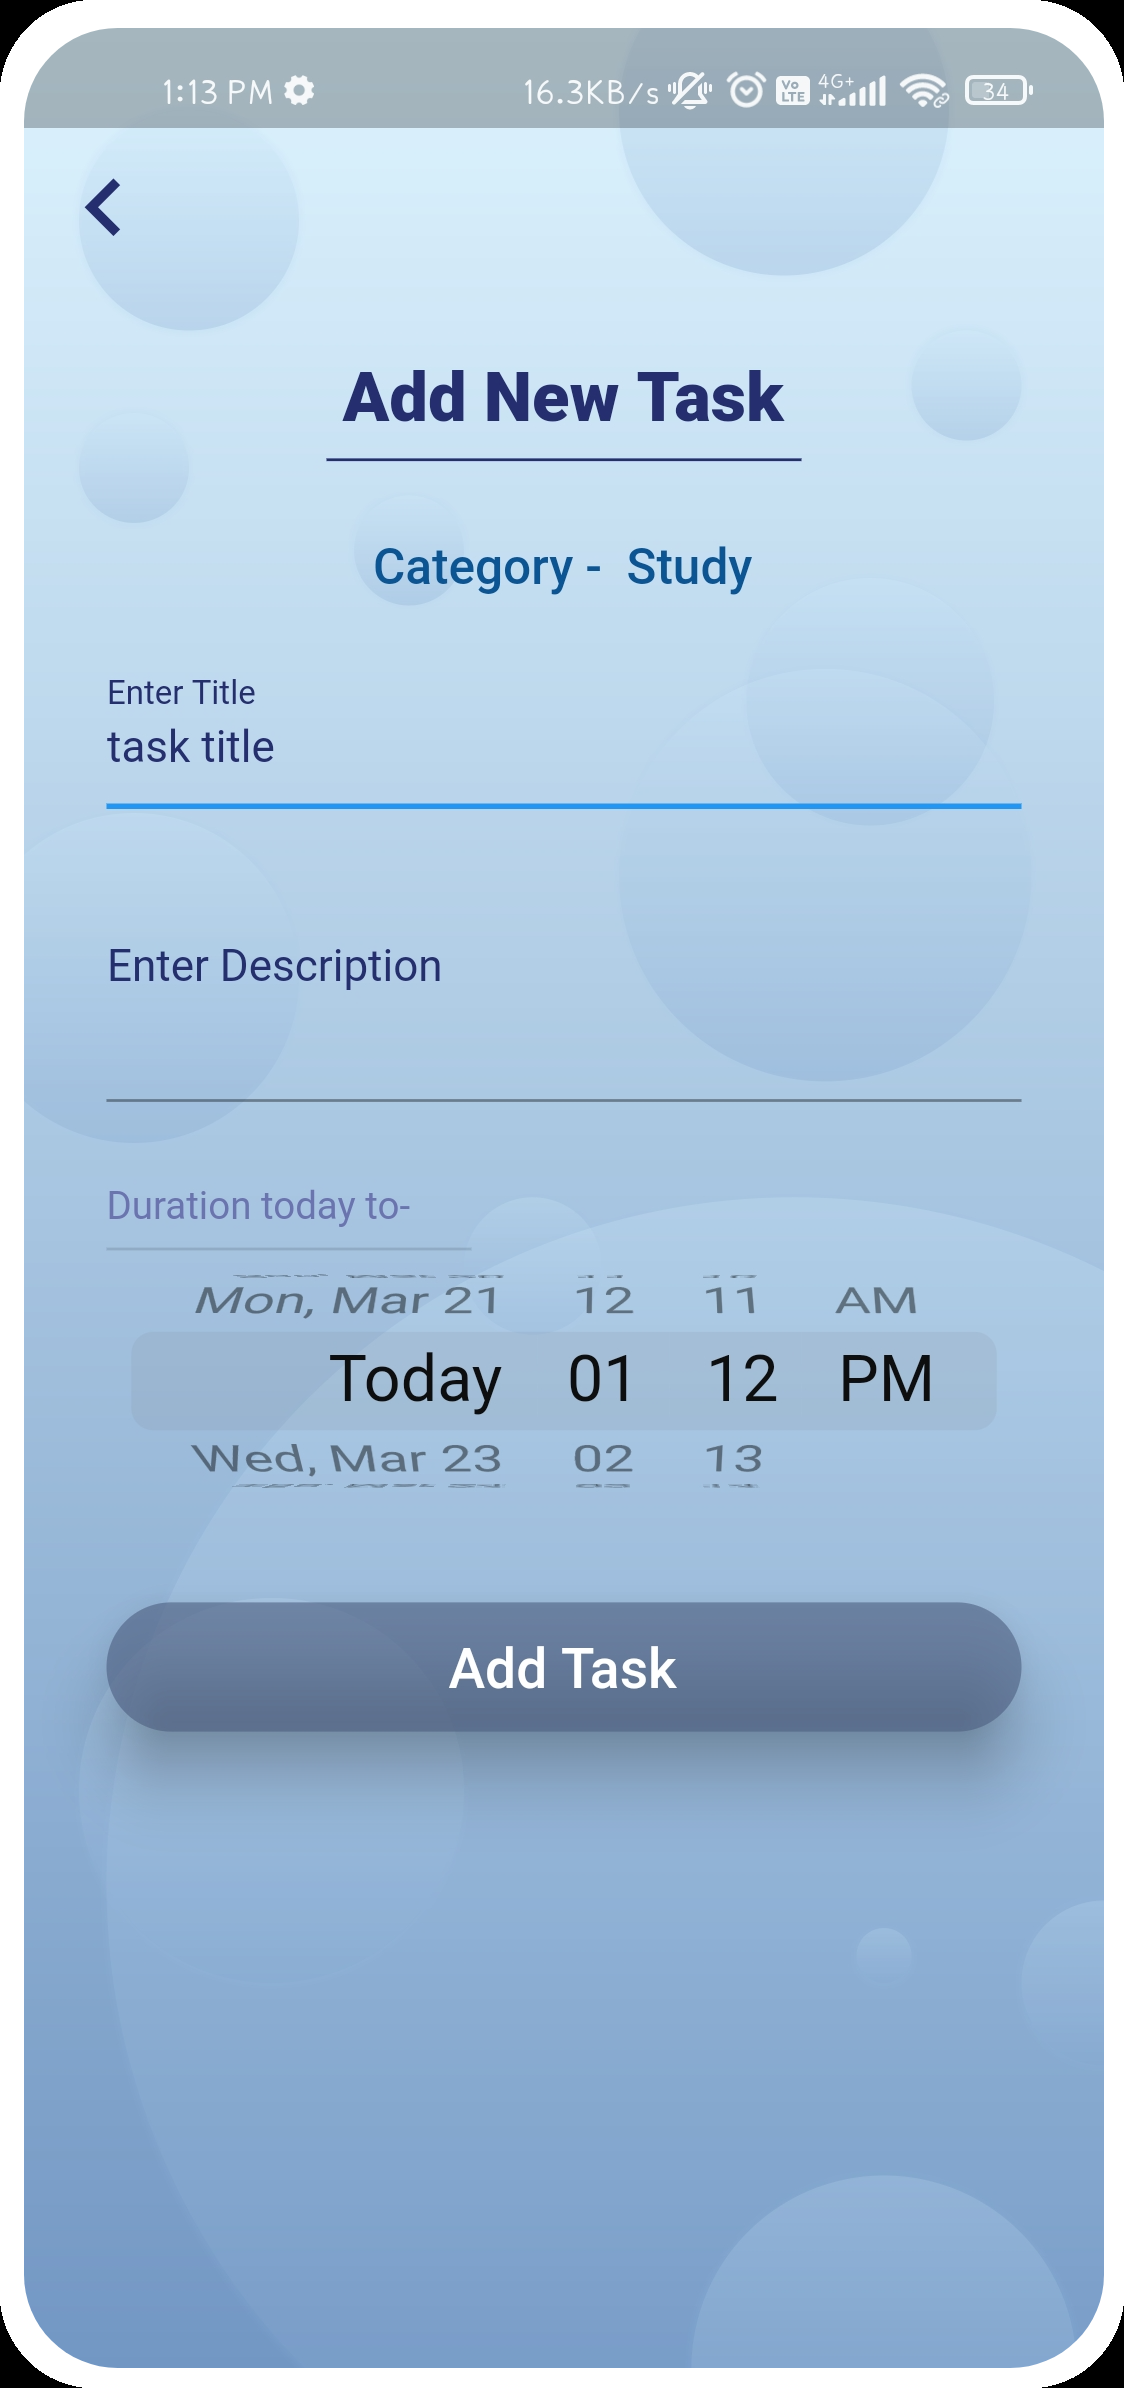 1:13 PM 16.3KB/s Vo LTE 4G+ 34
Add New Task
Category - Study
Enter Title
task title
Enter Description
Duration today to-
Mon, Mar 21 12 11 AM
Today 01 12 PM
Wed, Mar 23 02 13
Add Task